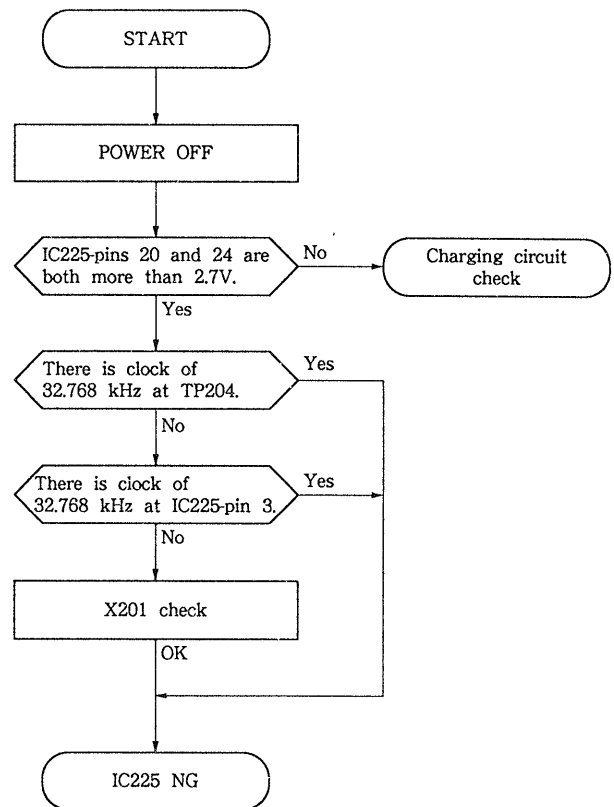 START
POWER OFF
IC225-pins 20 and 24 are
both more than 2.7V.
No
Charging circuit
check
Yes
There is clock of
32.768 kHz at TP204.
Yes
No
There is clock of
32.768 kHz at IC225-pin 3.
Yes
No
X201 check
OK
IC225 NG